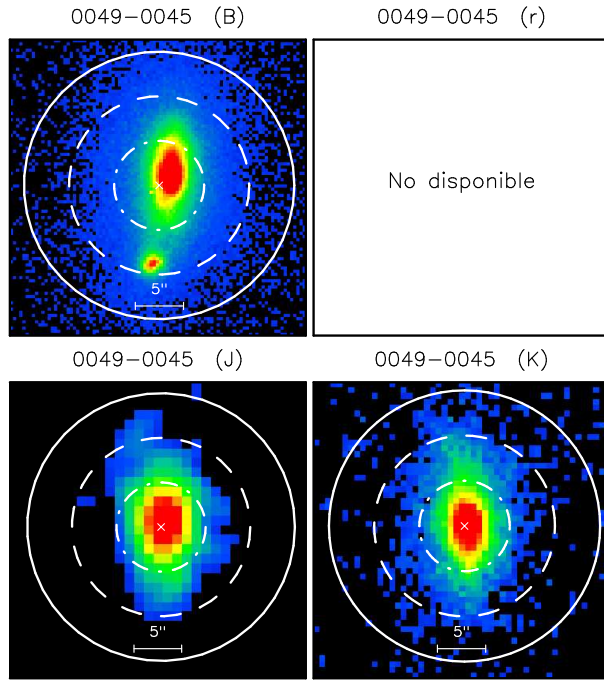 0049-0045 (B)
0049-0045 (r)
5"
No disponible
0049-0045 (J)
0049-0045 (K)
5"
5"